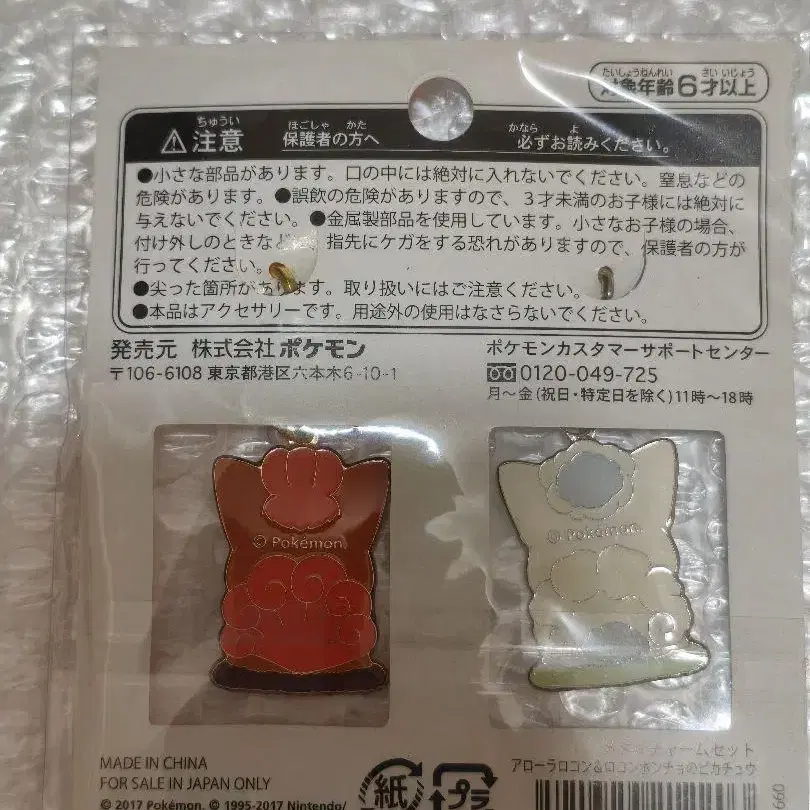 たいしょうねんれい さいいじょう
対象年齢6才以上
ちゅうい ほごしゃ かた かなら よ
⚠注意 保護者の方へ 必ずお読みください。
●小さな部品があります。口の中には絶対に入れないでください。窒息などの
危険があります。●誤飲の危険がありますので、3才未満のお子様には絶対に
与えないでください。●金属製部品を使用しています。小さなお子様の場合、
付け外しのときなど 指先にケガをする恐れがありますので、保護者の方が
行ってください。
●尖った箇所があります。取り扱いにはご注意ください。
●本品はアクセサリーです。用途外の使用はなさらないでください。
発売元 株式会社ポケモン
〒106-6108 東京都港区六本木6-10-1
ポケモンカスタマーサポートセンター
0120-049-725
月〜金(祝日・特定日を除く)11時〜18時
© Pokémon.
© Pokémon.
チャームセット
アローラロコン&ロコンポンチョのピカチュウ
MADE IN CHINA
FOR SALE IN JAPAN ONLY
© 2017 Pokémon. © 1995-2017 Nintendo/
紙
プラ